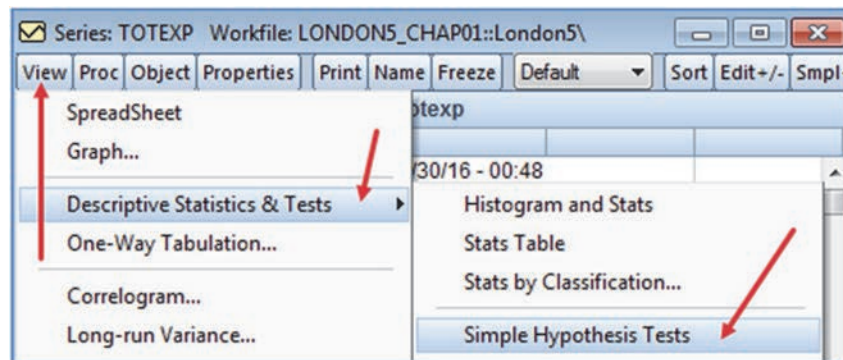 Series: TOTEXP Workfile: LONDON5_CHAP01::London5\
View Proc Object Properties Print Name Freeze Default Sort Edit+/- Smpl
SpreadSheet
Graph...
Descriptive Statistics & Tests
One-Way Tabulation...
Correlogram...
Long-run Variance...
/30/16 - 00:48
Histogram and Stats
Stats Table
Stats by Classification...
Simple Hypothesis Tests